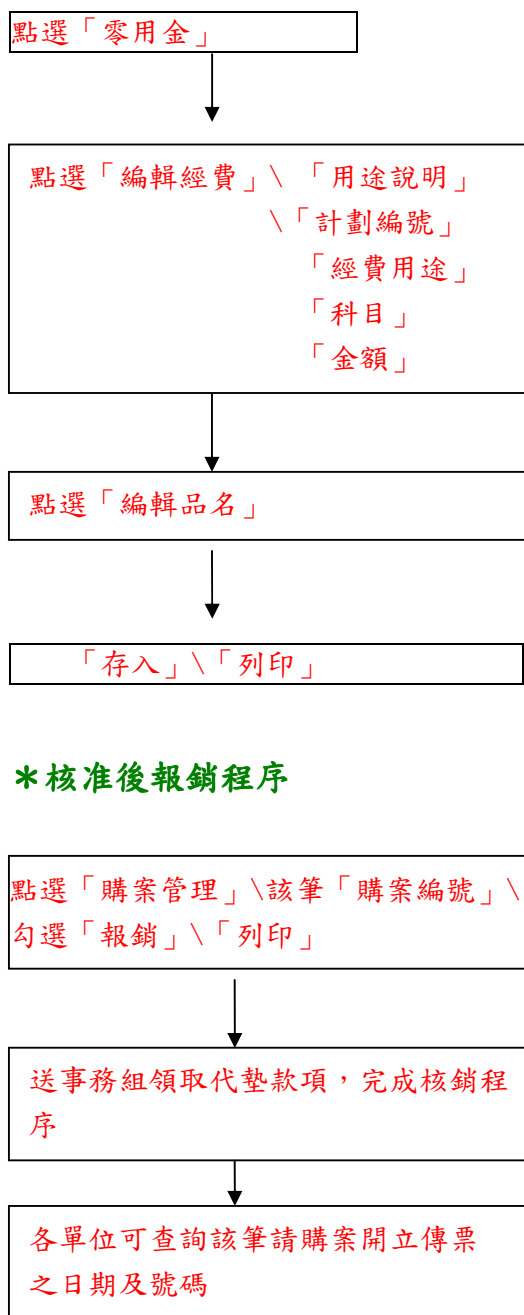 點選「零用金」
點選「編輯經費」\ 「用途說明」
\「計劃編號」
「經費用途」
「科目」
「金額」
點選「編輯品名」
「存入」\「列印」
＊核准後報銷程序
點選「購案管理」\該筆「購案編號」\
勾選「報銷」\「列印」
送事務組領取代墊款項，完成核銷程
序
各單位可查詢該筆請購案開立傳票
之日期及號碼